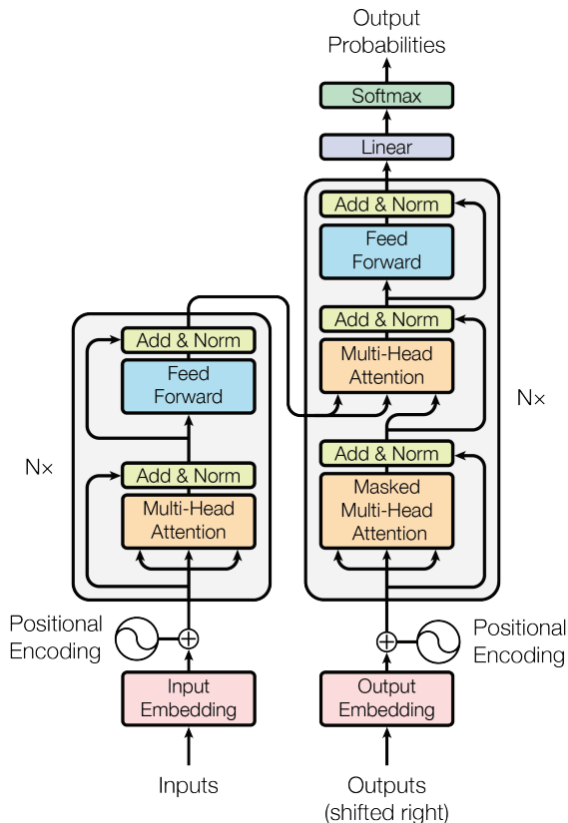 Output
Probabilities
Softmax
Linear
Add & Norm
Feed
Forward
Add & Norm
Multi-Head
Attention
Nx
Add & Norm
Masked
Multi-Head
Attention
Add & Norm
Feed
Forward
Nx
Add & Norm
Multi-Head
Attention
Positional
Encoding
Positional
Encoding
Input
Embedding
Output
Embedding
Inputs
Outputs
(shifted right)